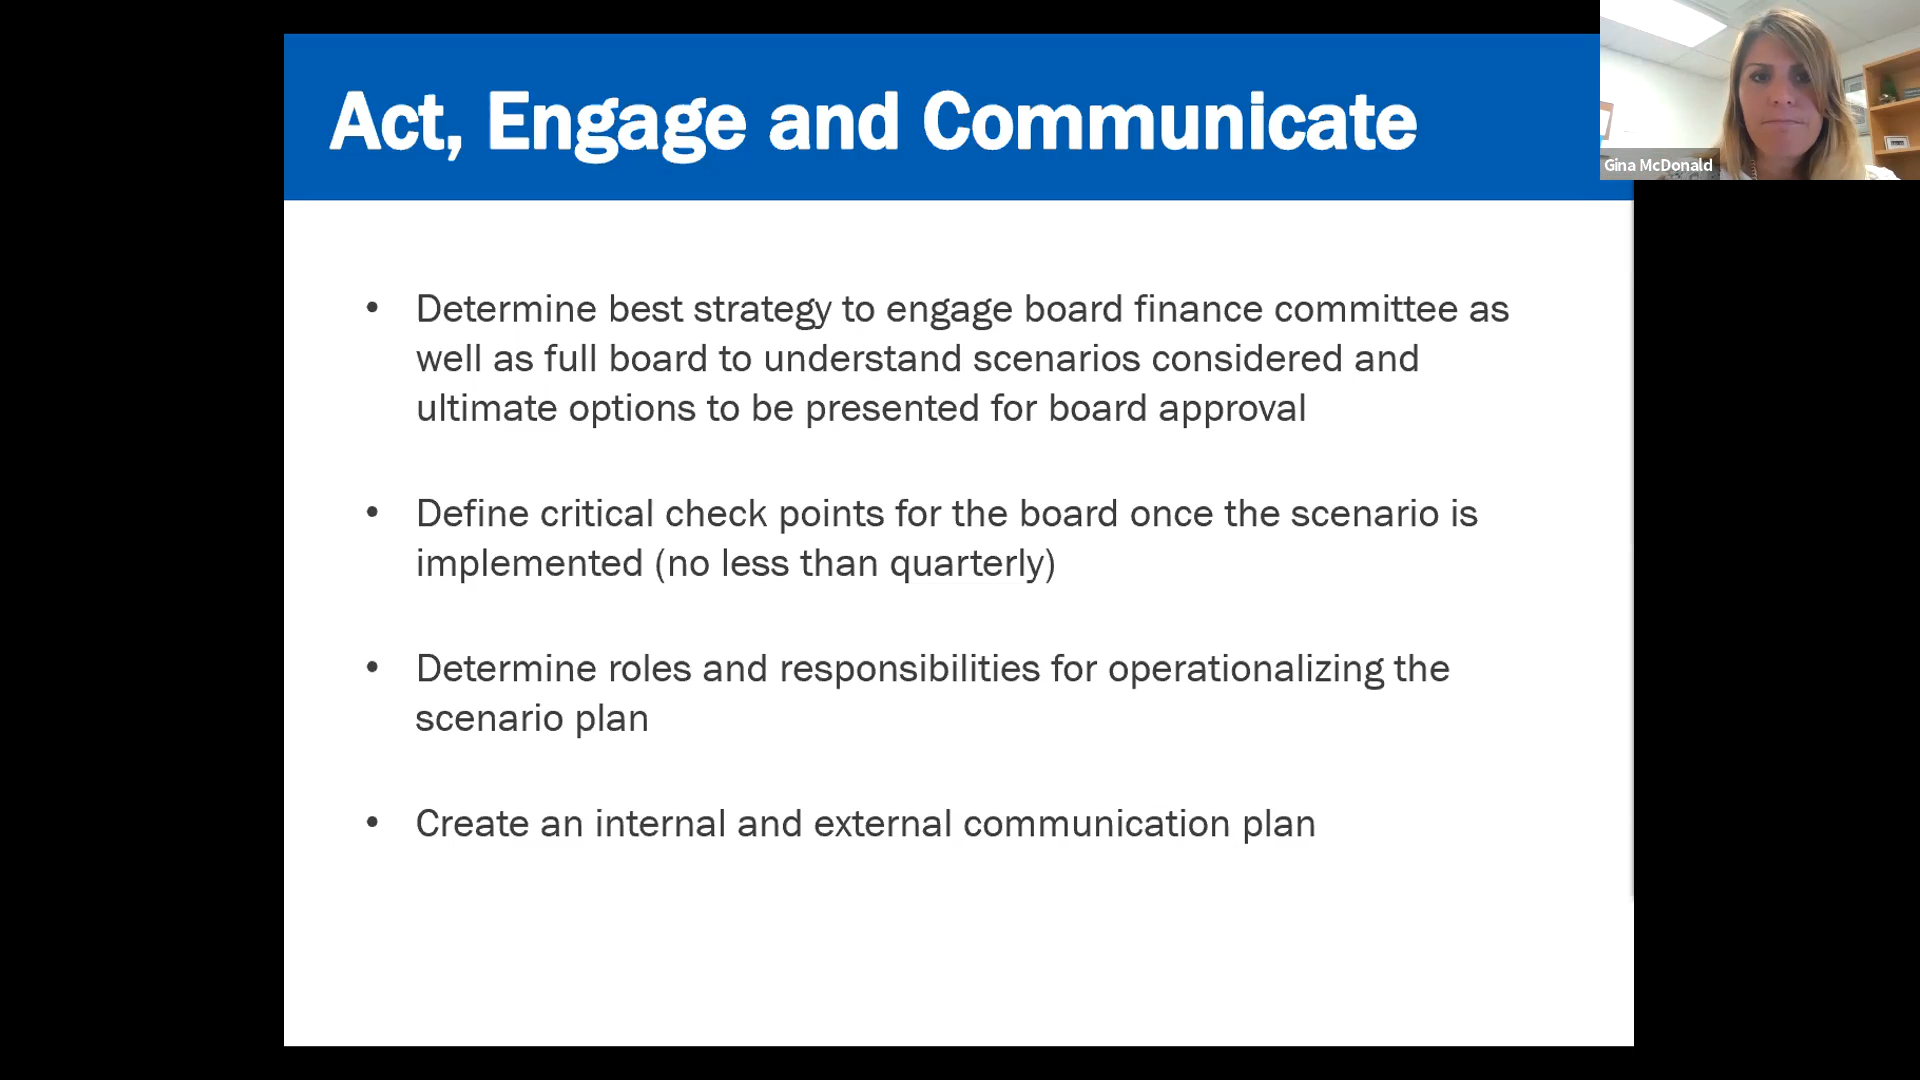 Act, Engage and Communicate
Gina McDonald
• Determine best strategy to engage board finance committee as
well as full board to understand scenarios considered and
ultimate options to be presented for board approval
• Define critical check points for the board once the scenario is
implemented (no less than quarterly)
• Determine roles and responsibilities for operationalizing the
scenario plan
• Create an internal and external communication plan